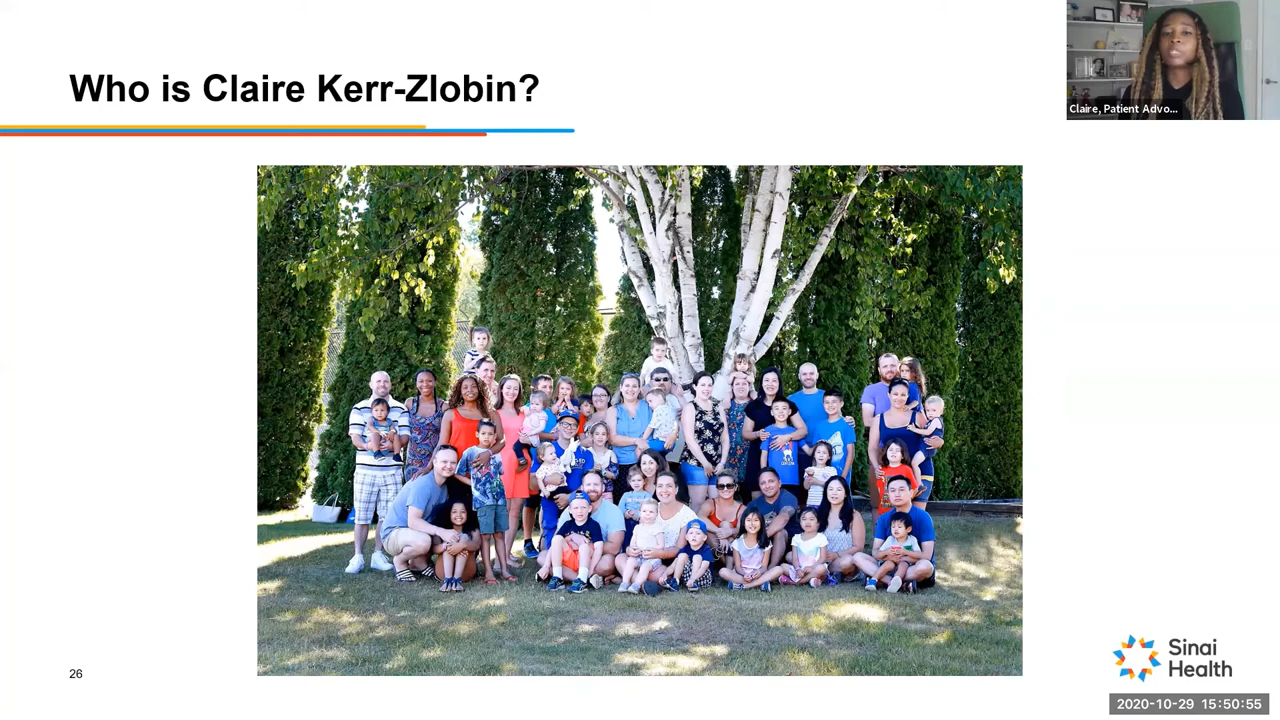 Who is Claire Kerr-Zlobin?
Claire, Patient Advo...
26
Sinai
Health
2020-10-29 15:50:55